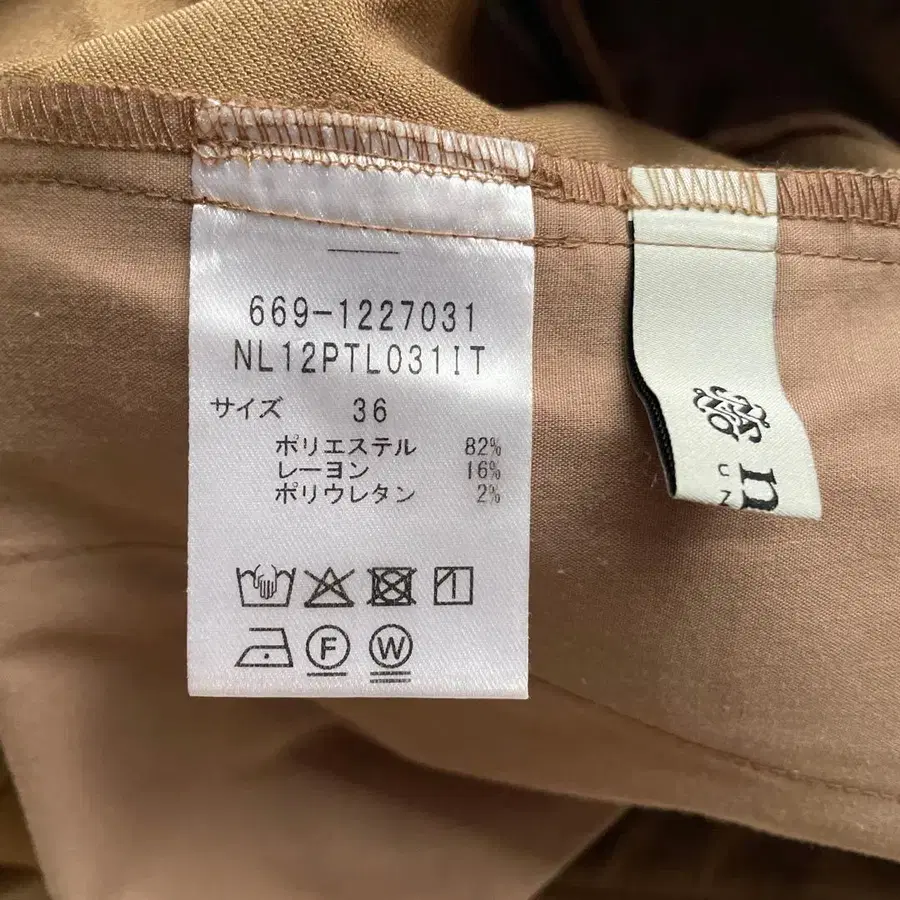 669-1227031
NL12PTL031IT
サイズ 36
ポリエステル 82%
レーヨン 16%
ポリウレタン 2%
F
W
n